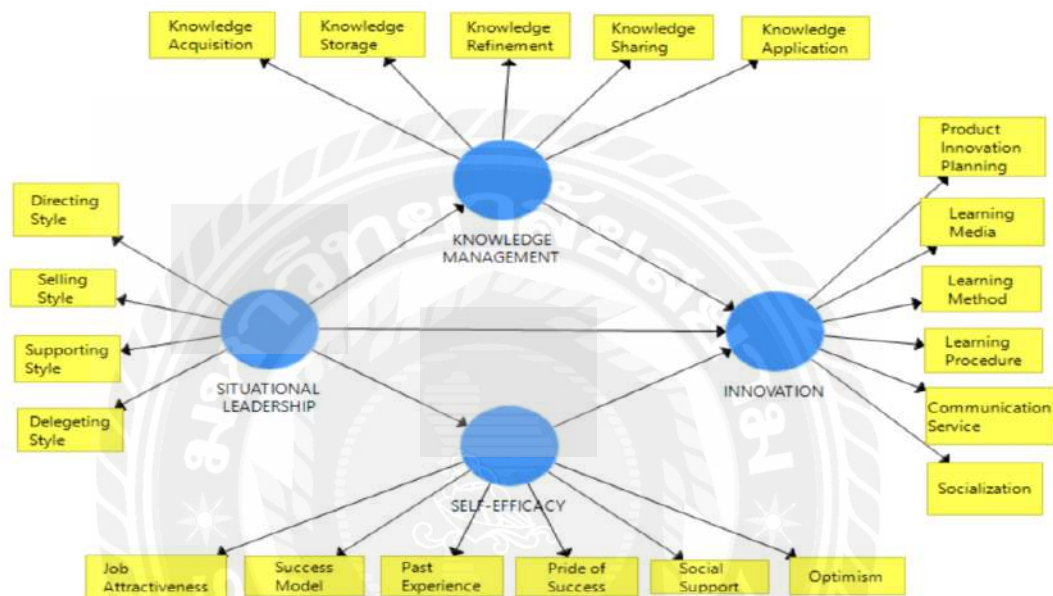 Knowledge
Acquisition
Knowledge
Storage
Knowledge
Refinement
Knowledge
Sharing
Knowledge
Application
Product
Innovation
Planning
Directing
Style
Learning
Media
KNOWLEDGE
MANAGEMENT
Selling
Style
Learning
Method
Supporting
Style
Learning
Procedure
SITUATIONAL
LEADERSHIP
INNOVATION
Delegeting
Style
Communication
Service
Socialization
SELF-EFFICACY
Job
Attractiveness
Success
Model
Past
Experience
Pride of
Success
Social
Support
Optimism